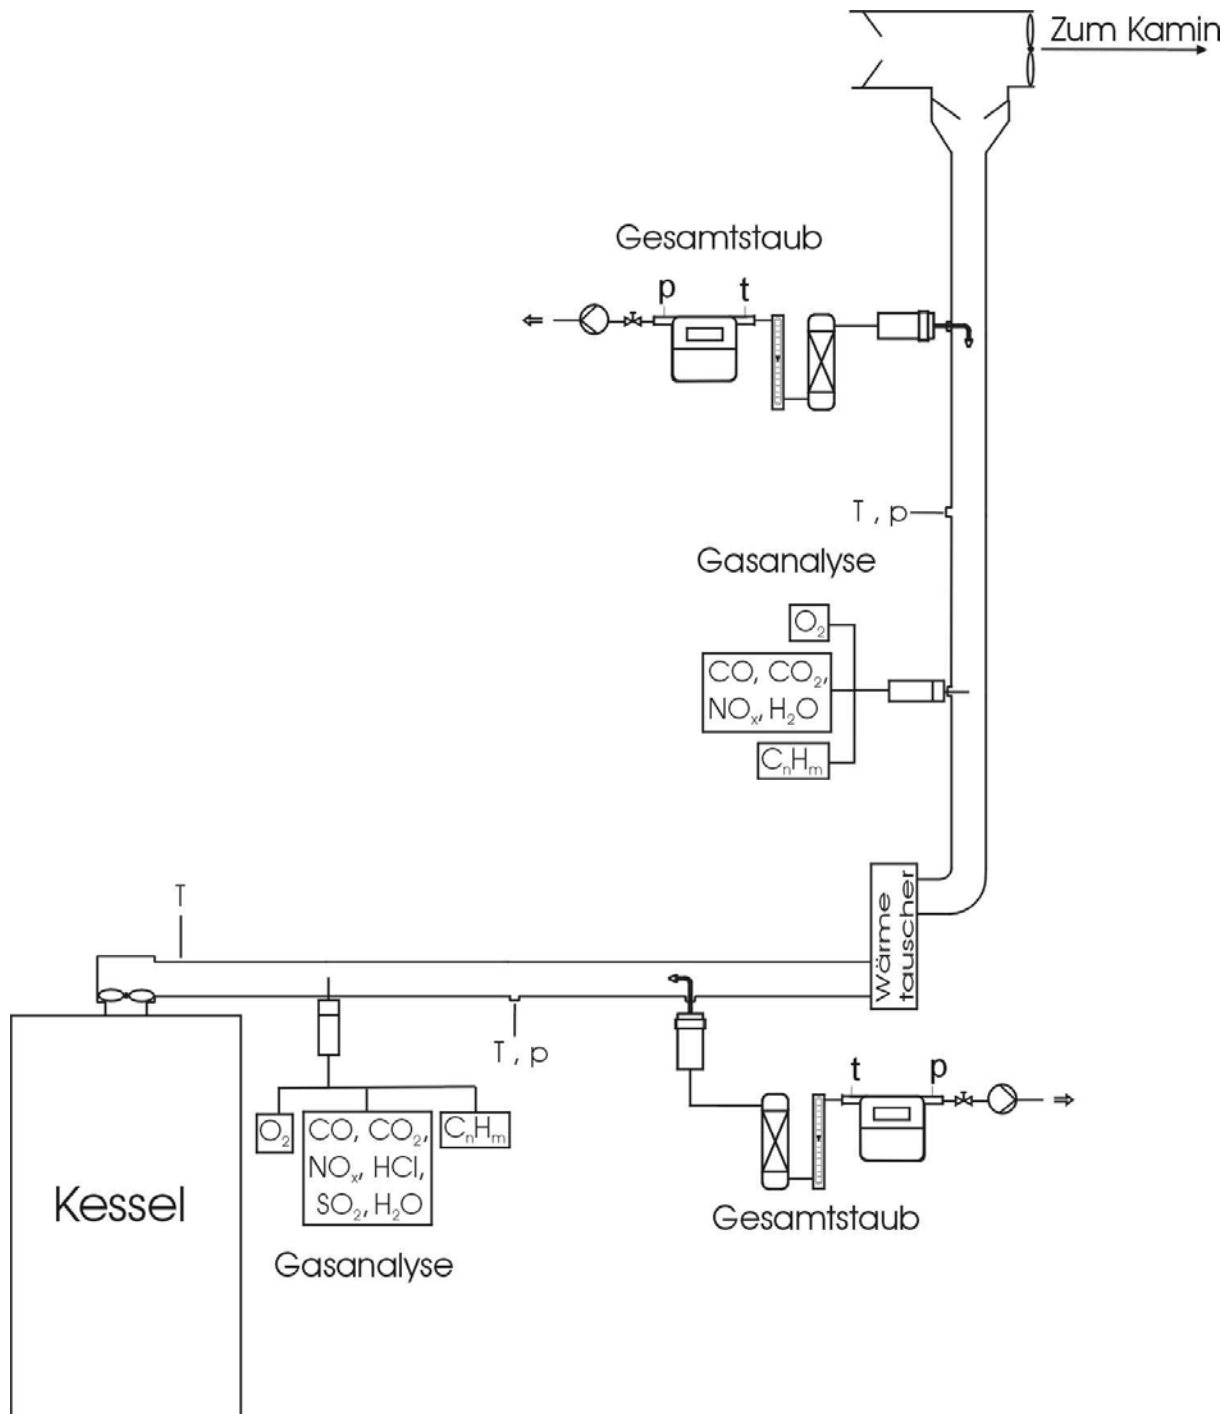 Zum Kamin
Gesamtstaub
p t
T , p
Gasanalyse
O₂
CO, CO₂,
NOₓ, H₂O
CₙHₘ
Wärme
tauscher
T
T , p
O₂
CO, CO₂,
NOₓ, HCl,
SO₂, H₂O
CₙHₘ
Gasanalyse
Kessel
t p
Gesamtstaub